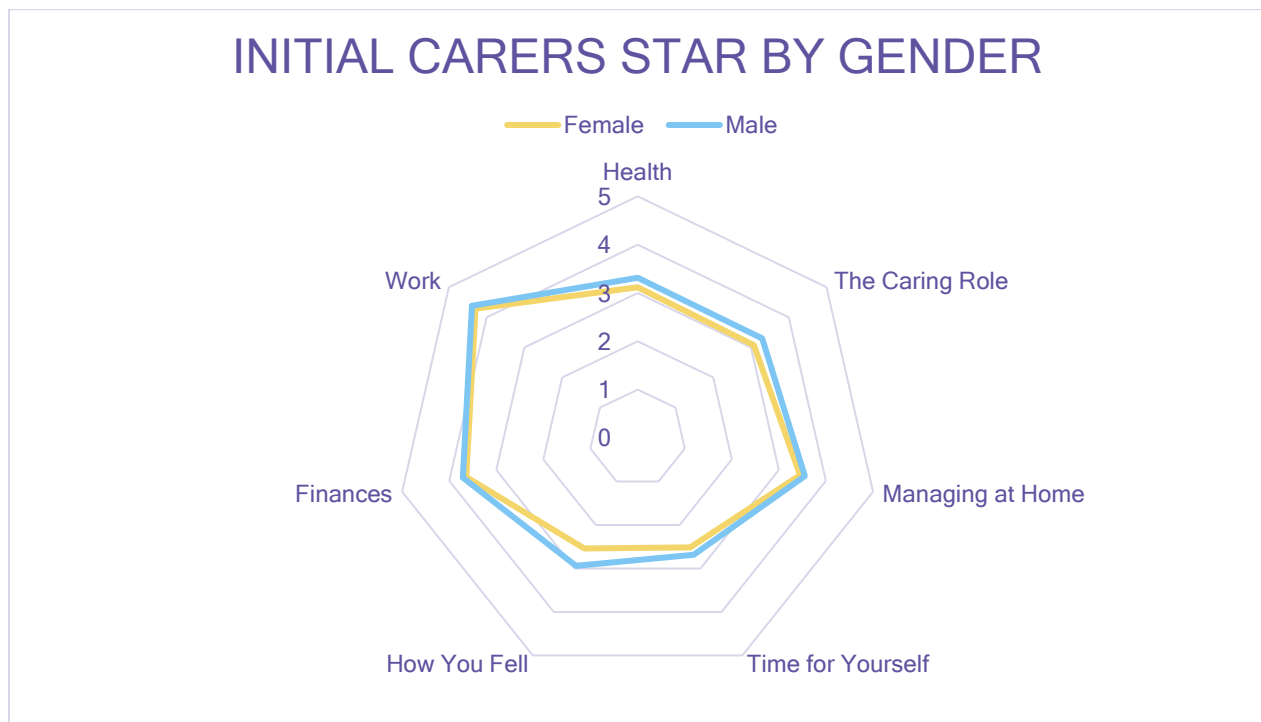 INITIAL CARERS STAR BY GENDER
Female Male
Health
5
4
3
2
1
0
The Caring Role
Managing at Home
Time for Yourself
How You Fell
Finances
Work